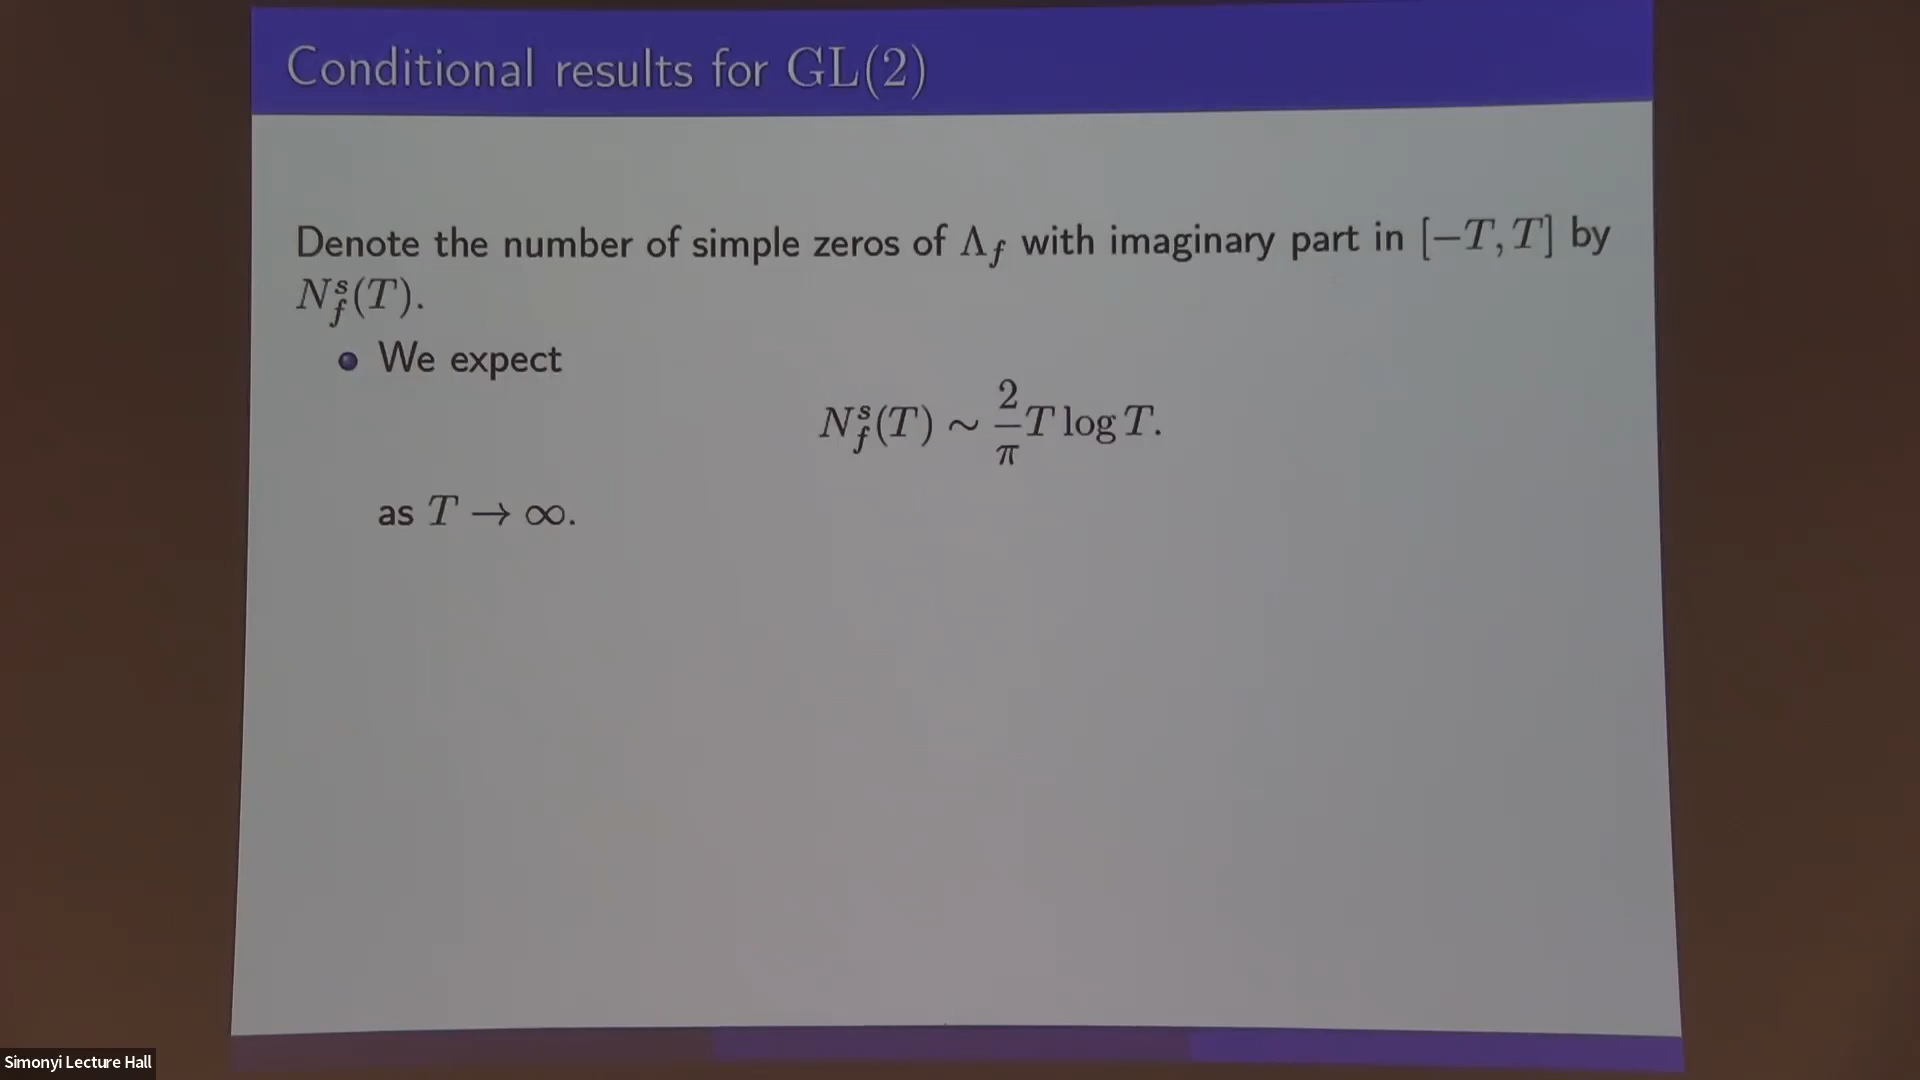 Conditional results for GL(2)
Denote the number of simple zeros of Λ_f with imaginary part in [−T, T] by
N_f^s(T).
• We expect
N_f^s(T) ∼ \frac{2}{π} T log T.
as T → ∞.
Simonyi Lecture Hall